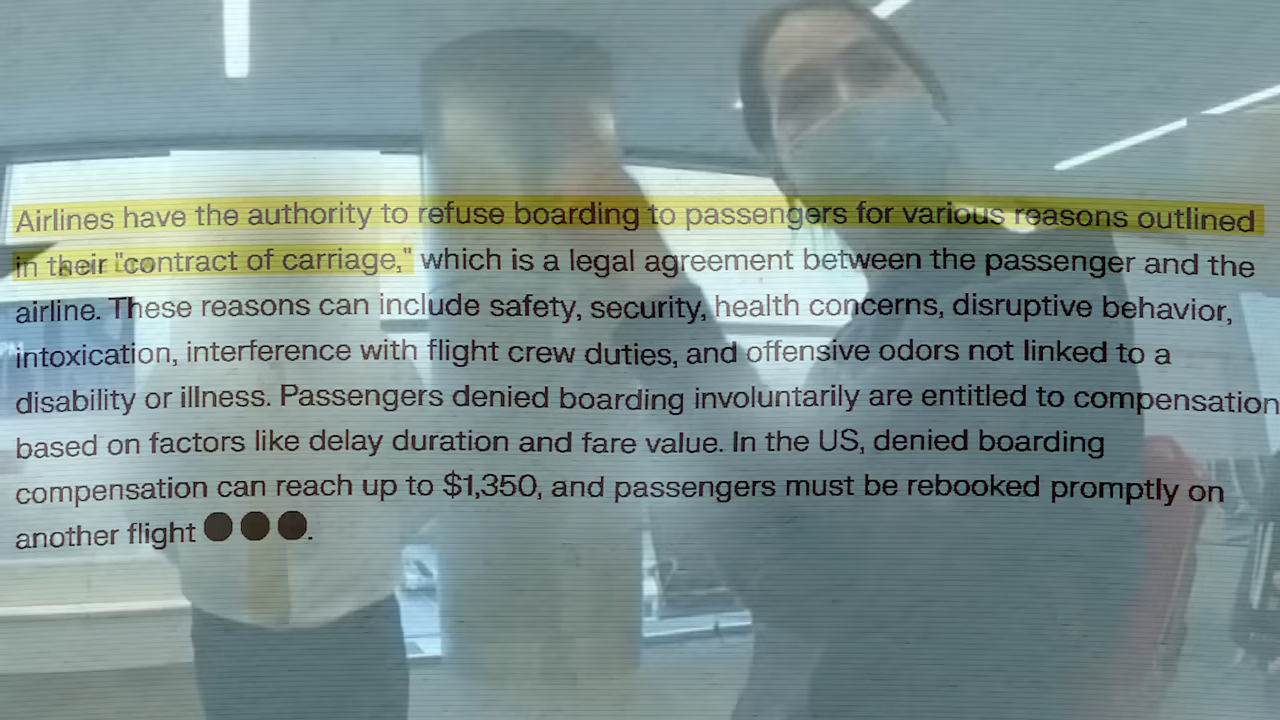 Airlines have the authority to refuse boarding to passengers for various reasons outlined
in their "contract of carriage," which is a legal agreement between the passenger and the
airline. These reasons can include safety, security, health concerns, disruptive behavior,
intoxication, interference with flight crew duties, and offensive odors not linked to a
disability or illness. Passengers denied boarding involuntarily are entitled to compensation
based on factors like delay duration and fare value. In the US, denied boarding
compensation can reach up to $1,350, and passengers must be rebooked promptly on
another flight ●●●.